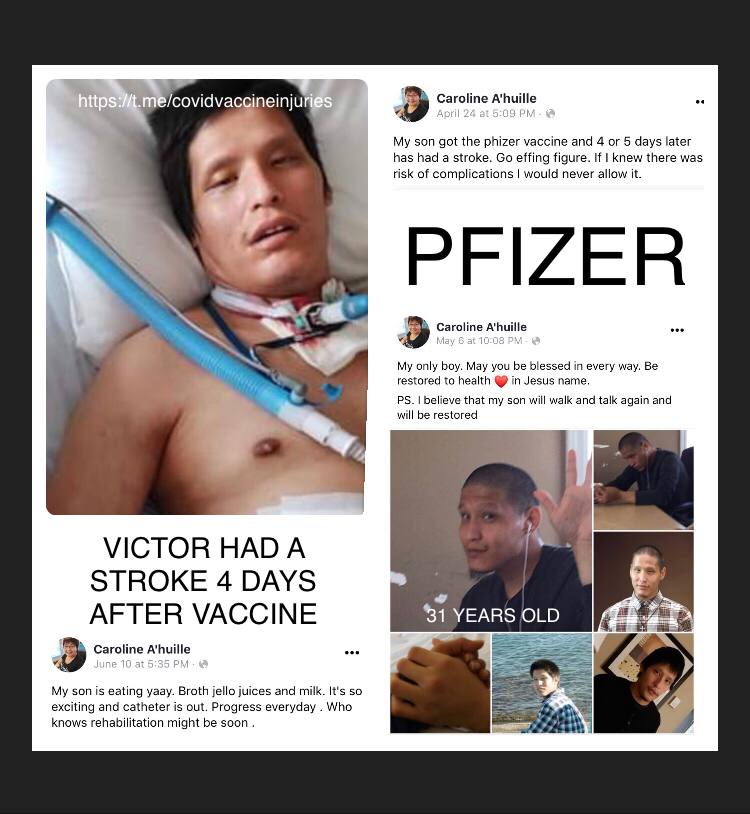 https://t.me/covidvaccineinjuries
VICTOR HAD A
STROKE 4 DAYS
AFTER VACCINE
Caroline A'huille
June 10 at 5:35 PM ·
My son is eating yaay. Broth jello juices and milk. It's so
exciting and catheter is out. Progress everyday . Who
knows rehabilitation might be soon .
Caroline A'huille
April 24 at 5:09 PM ·
My son got the phizer vaccine and 4 or 5 days later
has had a stroke. Go effing figure. If I knew there was
risk of complications I would never allow it.
PFIZER
Caroline A'huille
May 6 at 10:08 PM ·
My only boy. May you be blessed in every way. Be
restored to health ❤️ in Jesus name.
PS. I believe that my son will walk and talk again and
will be restored
31 YEARS OLD